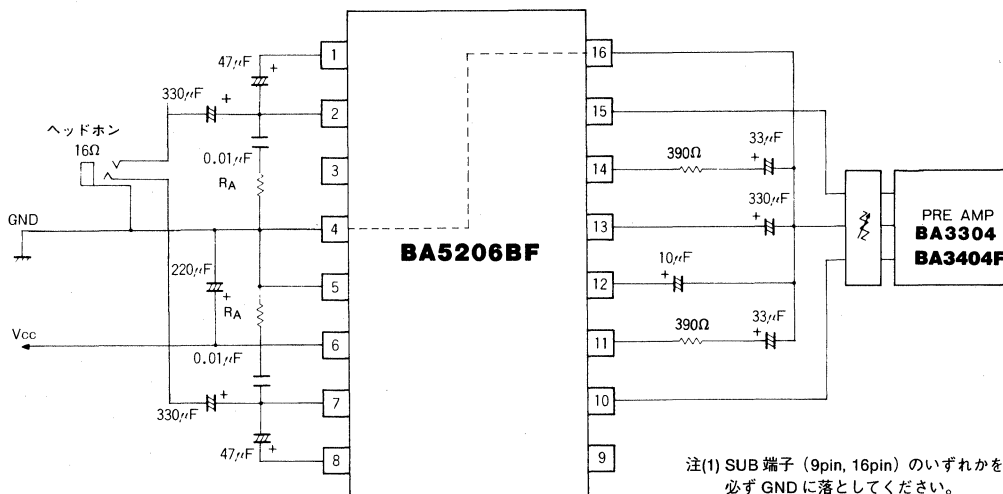 1
47μF
+
330μF
+
2
ヘッドホン
16Ω
0.01μF
3
RA
GND
4
220μF
+
5
RA
VCC
6
0.01μF
+
7
330μF
+
47μF
8
BA5206BF
16
15
33μF
390Ω
+
14
330μF
+
13
10μF
+
12
33μF
390Ω
+
11
10
9
PRE AMP
BA3304
BA3404F
注(1) SUB 端子(9pin, 16pin)のいずれかを
必ず GND に落としてください。